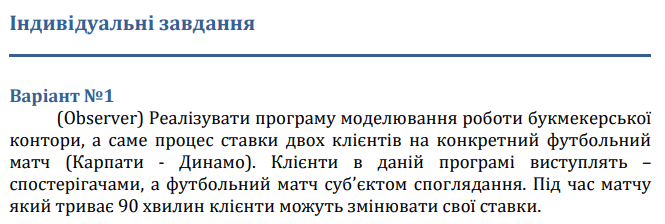 Індивідуальні завдання
Варіант №1
(Observer) Реалізувати програму моделювання роботи букмекерської
контори, а саме процес ставки двох клієнтів на конкретний футбольний
матч (Карпати - Динамо). Клієнти в даній програмі виступлять –
спостерігачами, а футбольний матч суб’єктом споглядання. Під час матчу
який триває 90 хвилин клієнти можуть змінювати свої ставки.